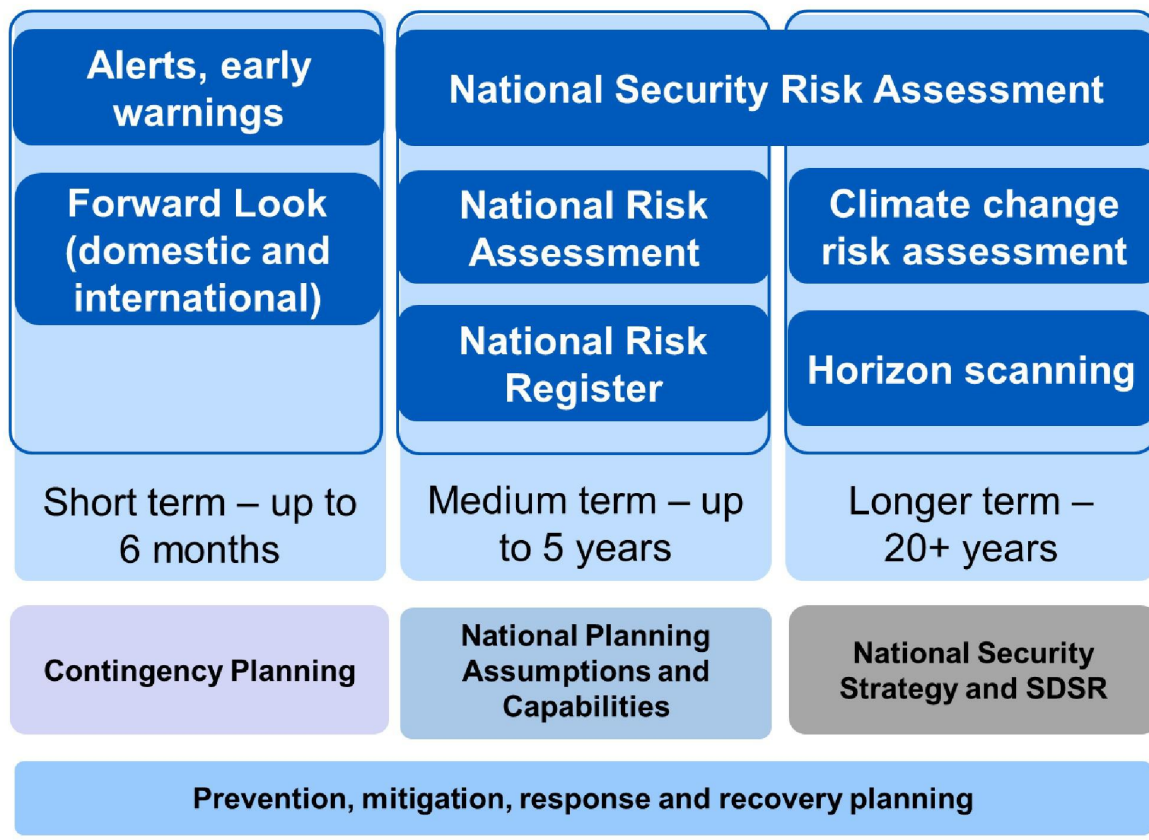 Alerts, early
warnings
National Security Risk Assessment
Forward Look
(domestic and
international)
National Risk
Assessment
Climate change
risk assessment
National Risk
Register
Horizon scanning
Short term – up to
6 months
Medium term – up
to 5 years
Longer term –
20+ years
Contingency Planning
National Planning
Assumptions and
Capabilities
National Security
Strategy and SDSR
Prevention, mitigation, response and recovery planning